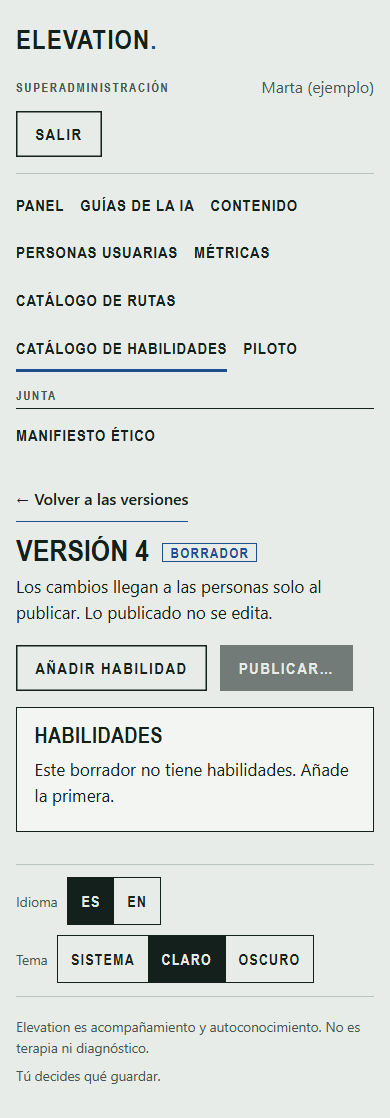 ELEVATION.
SUPERADMINISTRACIÓN Marta (ejemplo)
SALIR
PANEL GUÍAS DE LA IA CONTENIDO
PERSONAS USUARIAS MÉTRICAS
CATÁLOGO DE RUTAS
CATÁLOGO DE HABILIDADES PILOTO
JUNTA
MANIFIESTO ÉTICO
← Volver a las versiones
VERSIÓN 4 BORRADOR
Los cambios llegan a las personas solo al
publicar. Lo publicado no se edita.
AÑADIR HABILIDAD PUBLICAR...
HABILIDADES
Este borrador no tiene habilidades. Añade
la primera.
Idioma ES EN
Tema SISTEMA CLARO OSCURO
Elevation es acompañamiento y autoconocimiento. No es
terapia ni diagnóstico.
Tú decides qué guardar.